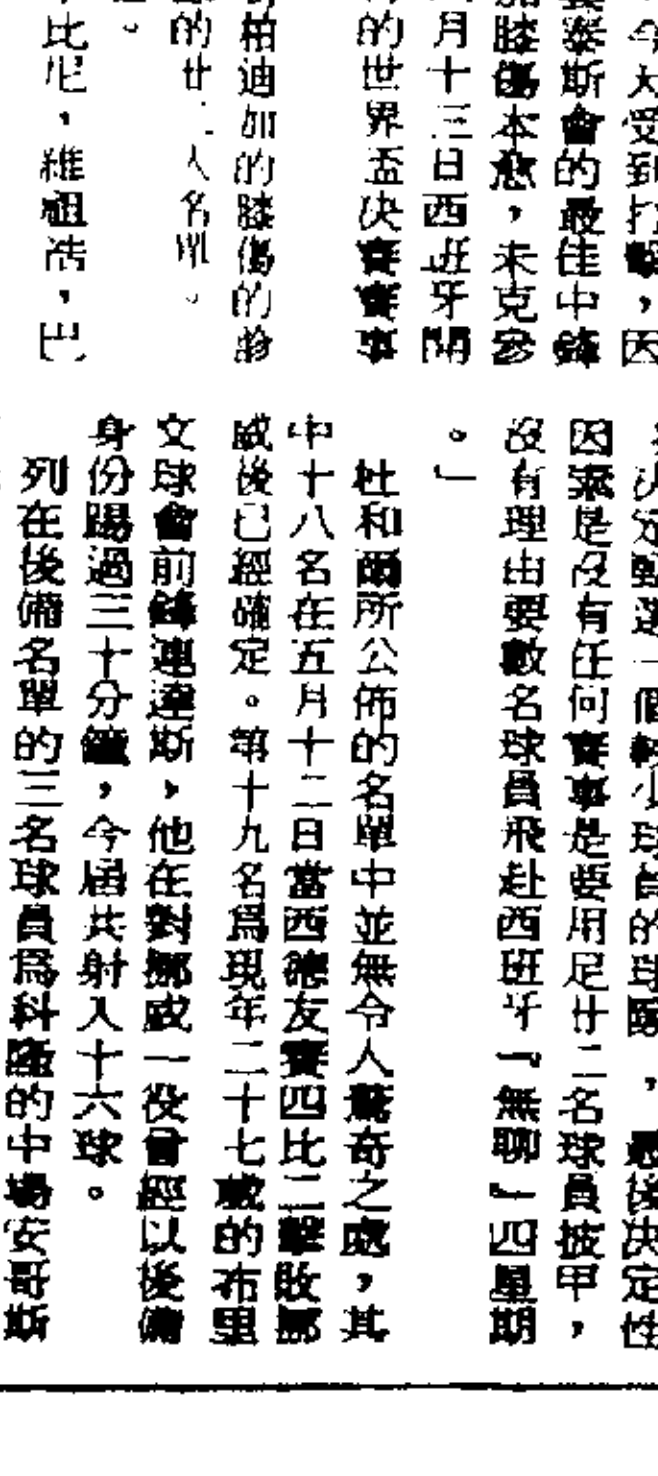 今大受到打擊，因
泰斯會的最佳中鋒
膝傷未愈，未克參
月十三日西班牙開
的世界盃決賽賽事
柏迪加的膝傷的
的廿二人名單。
。
比尼，維祖浩，巴
決定點選一個較小球員的球隊，最後決定性
因素是沒有任何賽事是要用足廿二名球員披甲，
沒有理由要數名球員飛赴西班牙『無聊』四星期
。」
杜和爾所公佈的名單中並無令人驚奇之處，其
中十八名在五月十二日當西德友賽四比二擊敗挪
威後已經確定。第十九名爲現年二十七歲的布里
文球會前鋒連達斯，他在對挪威一役曾經以後備
身份踢過三十分鐘，今屆共射入十六球。
列在後備名單的三名球員爲科隆的中場安哥斯